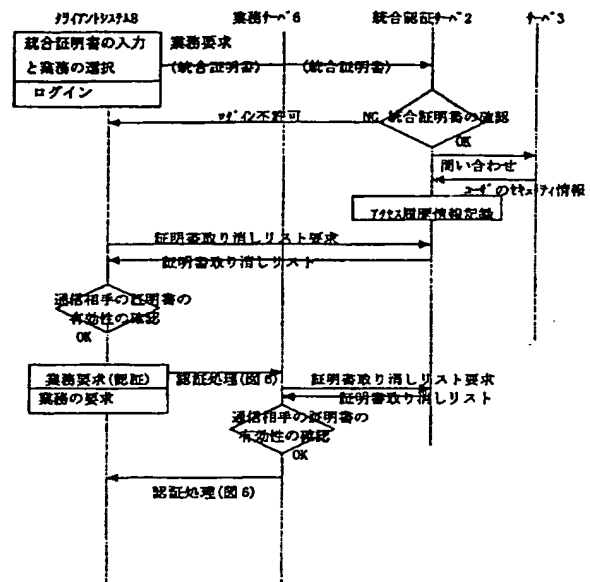 クライアントシステム8 業務サーバ6 統合認証サーバ2 サーバ3
統合証明書の入力
と業務の選択
ログイン
業務要求
(統合証明書) (統合証明書)
ログイン不許可
NG 統合証明書の確認
OK
問い合わせ
ユーザのセキュリティ情報
アクセス履歴情報記録
証明書取り消しリスト要求
証明書取り消しリスト
通信相手の証明書の
有効性の確認
OK
業務要求(認証)
業務の要求
認証処理(図6)
証明書取り消しリスト要求
証明書取り消しリスト
通信相手の証明書の
有効性の確認
OK
認証処理(図6)